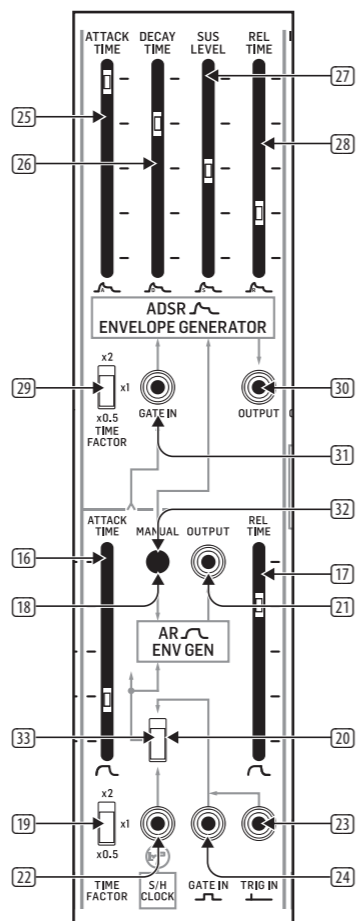 ATTACK TIME DECAY TIME SUS LEVEL REL TIME
25
26
27
28
ADSR
ENVELOPE GENERATOR
x2
x1
x0.5
TIME FACTOR
29
GATE IN
OUTPUT
30
31
32
ATTACK TIME MANUAL OUTPUT REL TIME
16
17
18
21
AR
ENV GEN
33
20
x2
x1
x0.5
19
23
22
24
TIME FACTOR
S/H CLOCK
GATE IN
TRIG IN